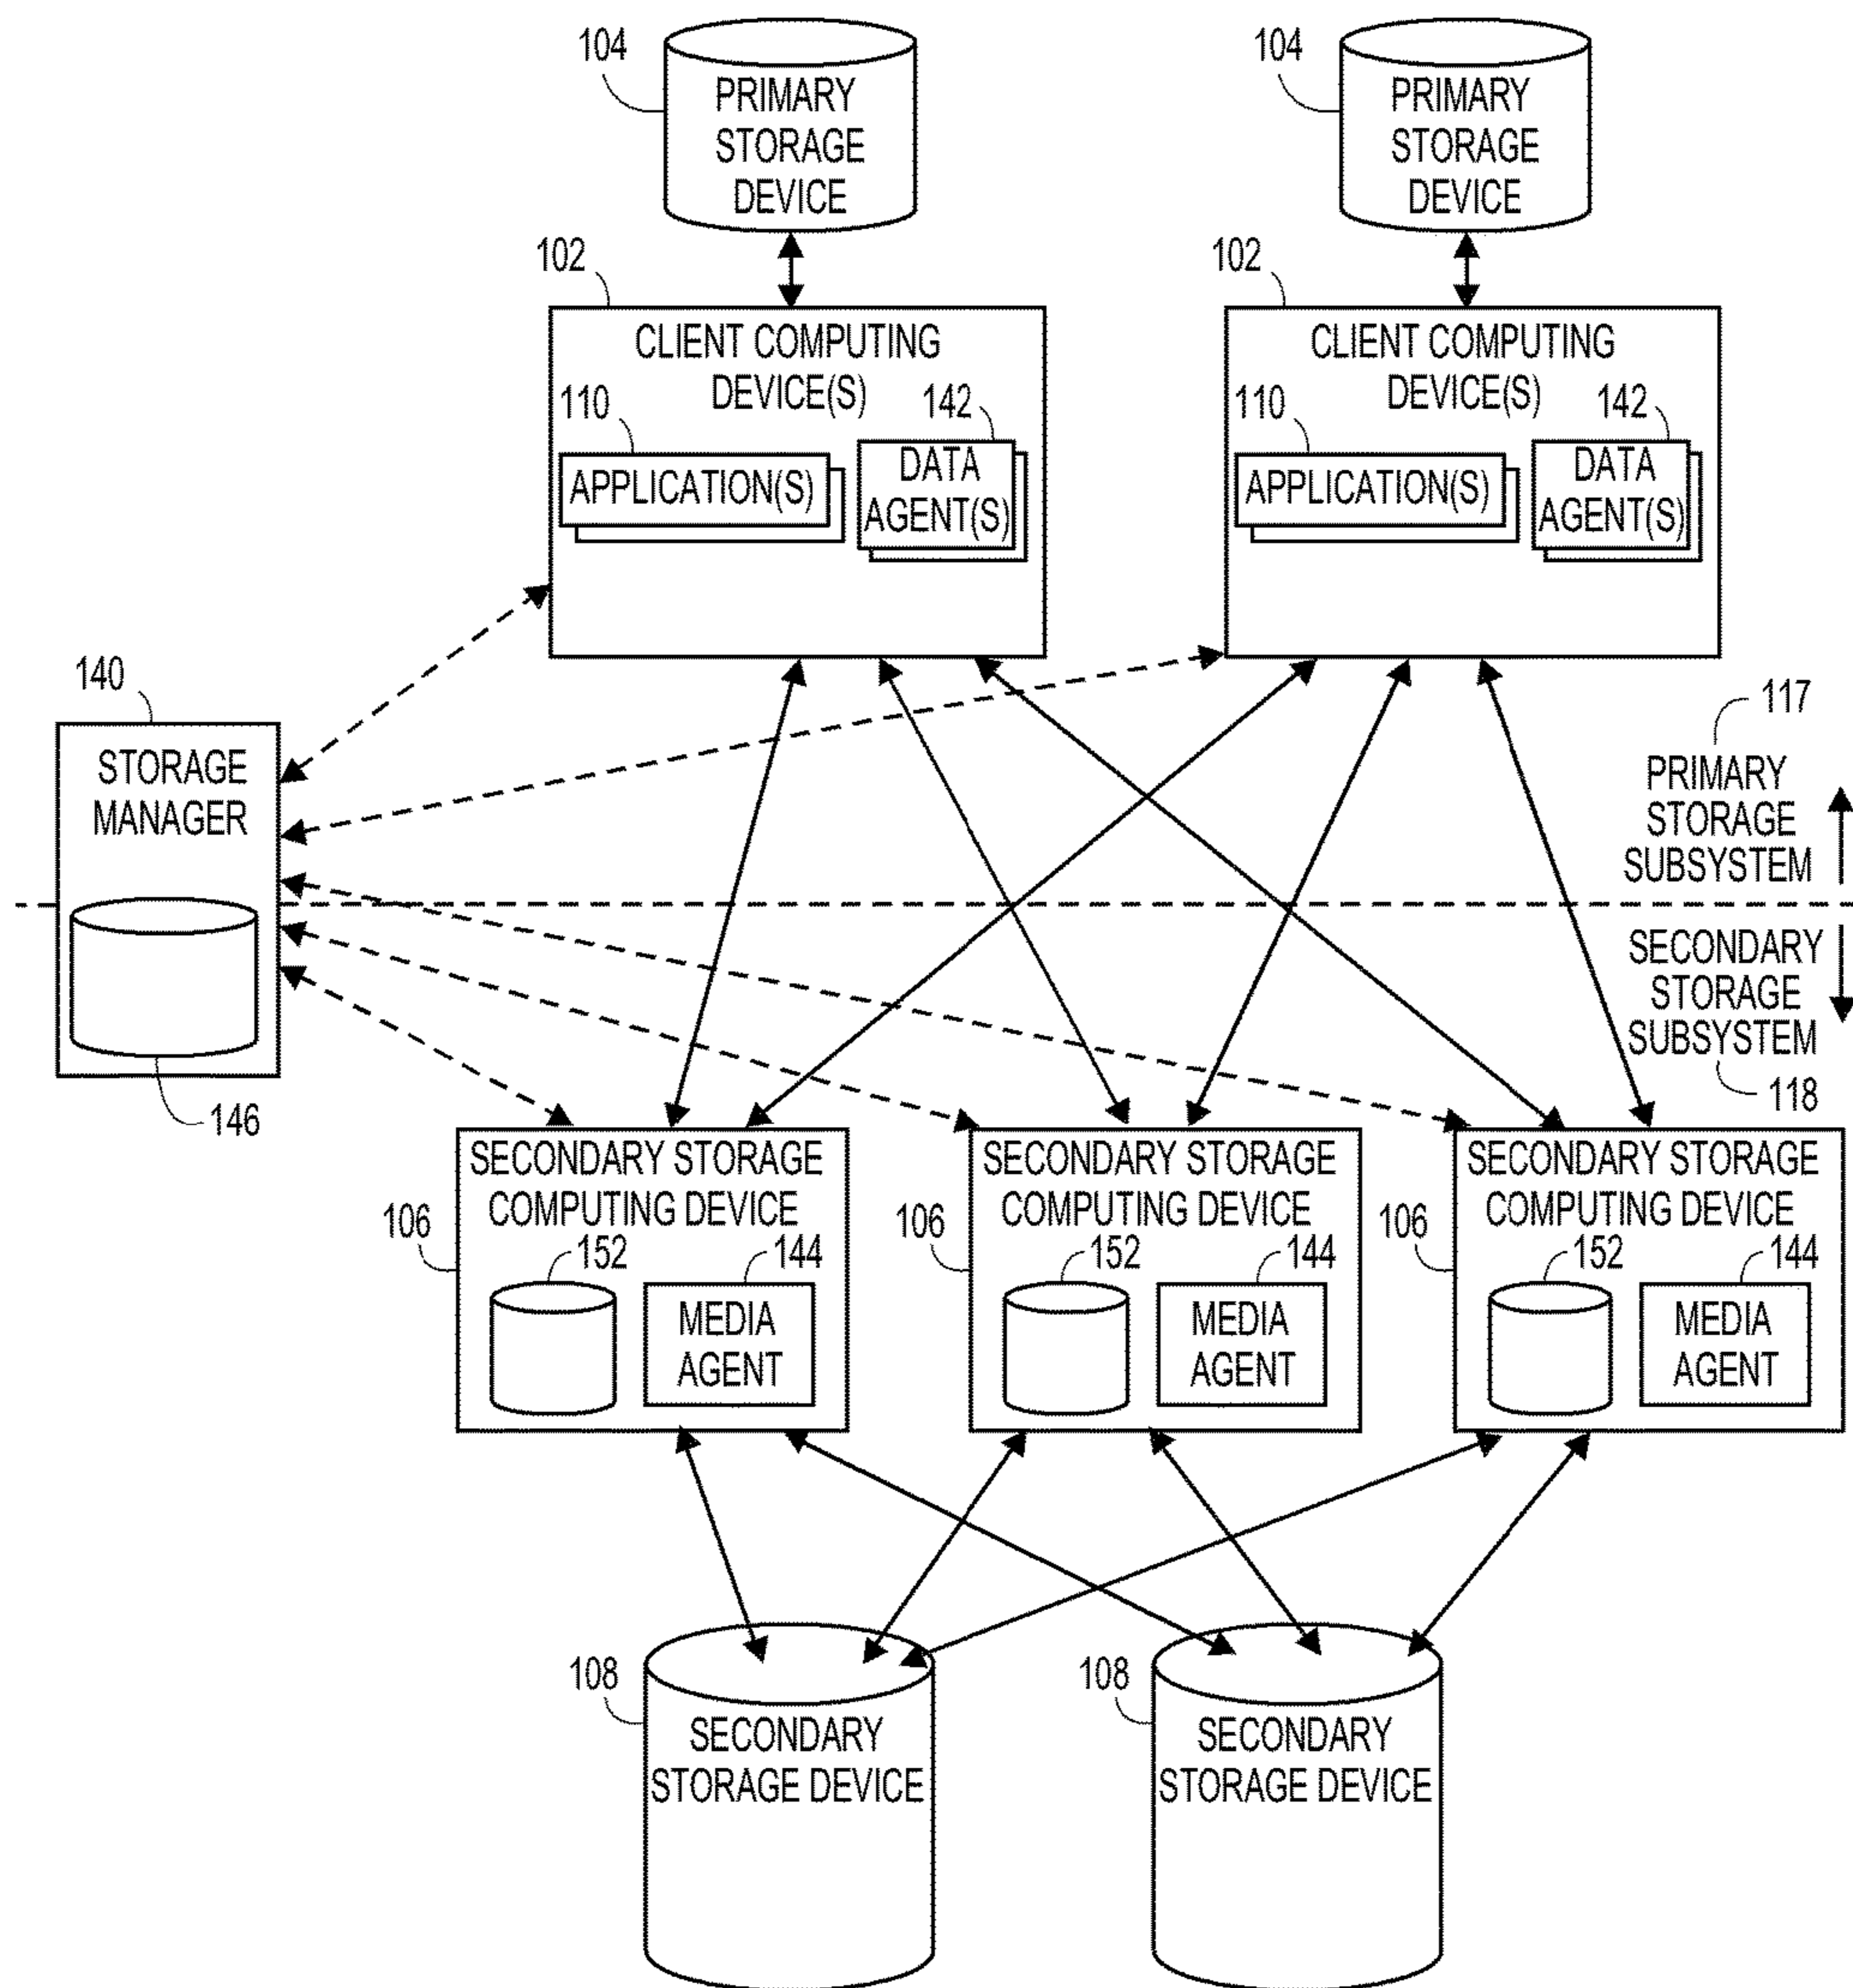 104
PRIMARY
STORAGE
DEVICE
104
PRIMARY
STORAGE
DEVICE
102
CLIENT COMPUTING
DEVICE(S)
110
APPLICATION(S)
142
DATA
AGENT(S)
102
CLIENT COMPUTING
DEVICE(S)
110
APPLICATION(S)
142
DATA
AGENT(S)
140
STORAGE
MANAGER
146
117
PRIMARY
STORAGE
SUBSYSTEM
SECONDARY
STORAGE
SUBSYSTEM
118
SECONDARY STORAGE
COMPUTING DEVICE
106
152
144
MEDIA
AGENT
SECONDARY STORAGE
COMPUTING DEVICE
106
152
144
MEDIA
AGENT
SECONDARY STORAGE
COMPUTING DEVICE
106
152
144
MEDIA
AGENT
108
SECONDARY
STORAGE DEVICE
108
SECONDARY
STORAGE DEVICE